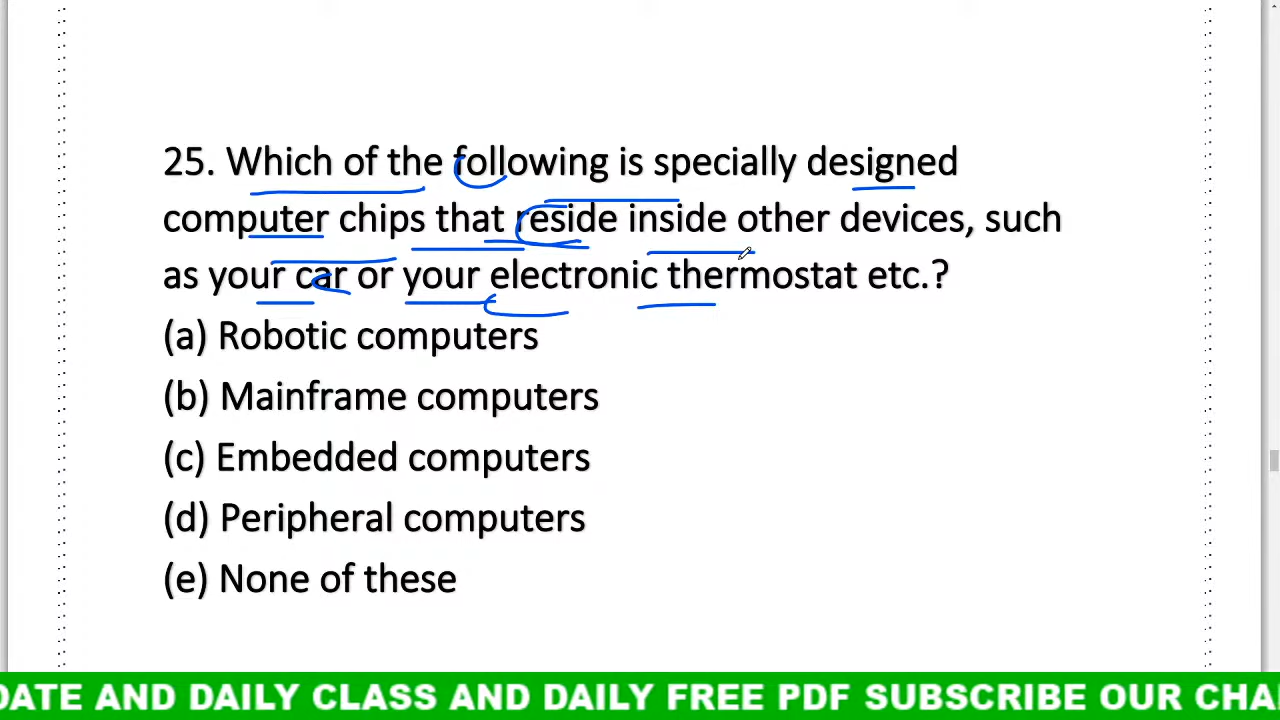 25. Which of the following is specially designed
computer chips that reside inside other devices, such
as your car or your electronic thermostat etc.?
(a) Robotic computers
(b) Mainframe computers
(c) Embedded computers
(d) Peripheral computers
(e) None of these
DATE AND DAILY CLASS AND DAILY FREE PDF SUBSCRIBE OUR CHA